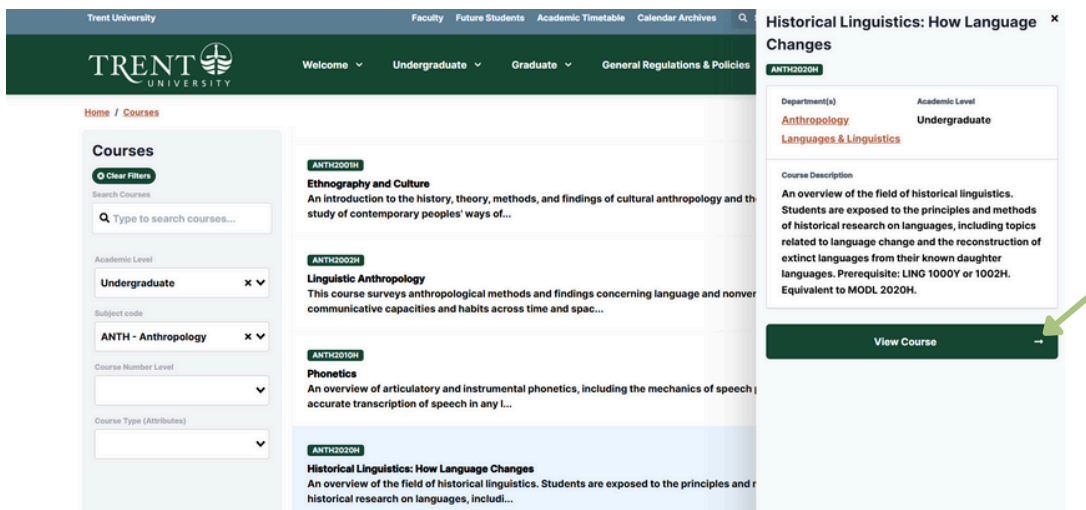 Trent University
Faculty Future Students Academic Timetable Calendar Archives
TRENT
UNIVERSITY
Welcome Undergraduate Graduate General Regulations & Policies
Home / Courses
Courses
Clear Filters
Search Courses
Type to search courses...
Academic Level
Undergraduate
Subject code
ANTH - Anthropology
Course Number Level
Course Type (Attributes)
ANTH2001H
Ethnography and Culture
An introduction to the history, theory, methods, and findings of cultural anthropology and
study of contemporary peoples' ways of...
ANTH2002H
Linguistic Anthropology
This course surveys anthropological methods and findings concerning language and
communicative capacities and habits across time and spac...
ANTH2010H
Phonetics
An overview of articulatory and instrumental phonetics, including the mechanics of speech
accurate transcription of speech in any l...
ANTH2020H
Historical Linguistics: How Language Changes
An overview of the field of historical linguistics. Students are exposed to the principles and
historical research on languages, includi...
Historical Linguistics: How Language
Changes
×
ANTH2020H
Department(s) Academic Level
Anthropology Undergraduate
Languages & Linguistics
Course Description
An overview of the field of historical linguistics.
Students are exposed to the principles and methods
of historical research on languages, including topics
related to language change and the reconstruction of
extinct languages from their known daughter
languages. Prerequisite: LING 1000Y or 1002H.
Equivalent to MODL 2020H.
View Course →